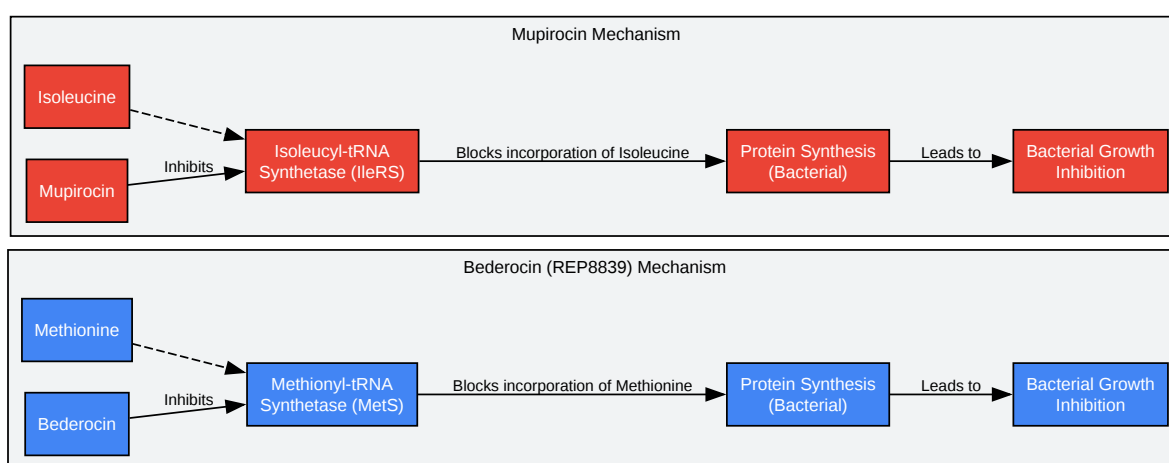 Mupirocin Mechanism
Isoleucine
Mupirocin
Inhibits
Isoleucyl-tRNA
Synthetase (IleRS)
Blocks incorporation of Isoleucine
Protein Synthesis
(Bacterial)
Leads to
Bacterial Growth
Inhibition
Bederocin (REP8839) Mechanism
Methionine
Bederocin
Inhibits
Methionyl-tRNA
Synthetase (MetS)
Blocks incorporation of Methionine
Protein Synthesis
(Bacterial)
Leads to
Bacterial Growth
Inhibition